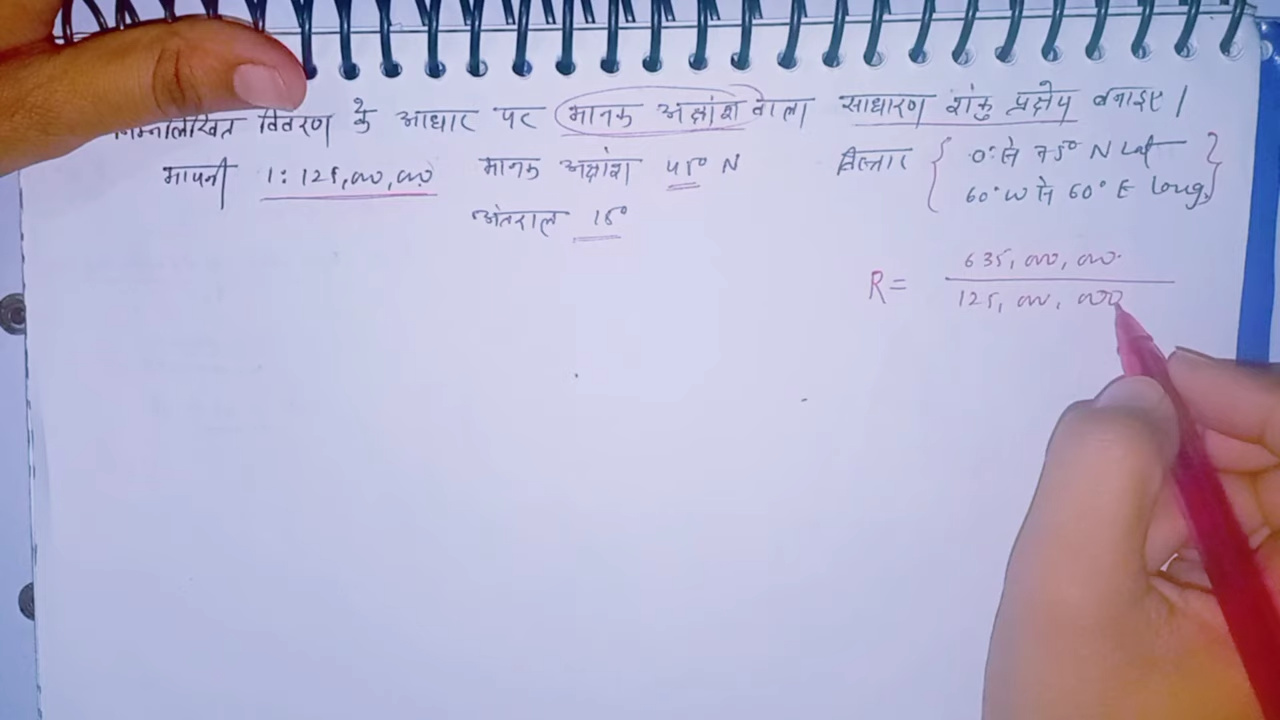 निम्नलिखित विवरण के आधार पर मानक अक्षांश वाला साधारण शंकु प्रक्षेप बनाइए।
मापनी 1: 125,000,000 मानक अक्षांश 45° N विस्तार { 0° से 75° N Lat
60° W से 60° E Long. }
अंतराल 15°
R = 635,000,000
125,000,000